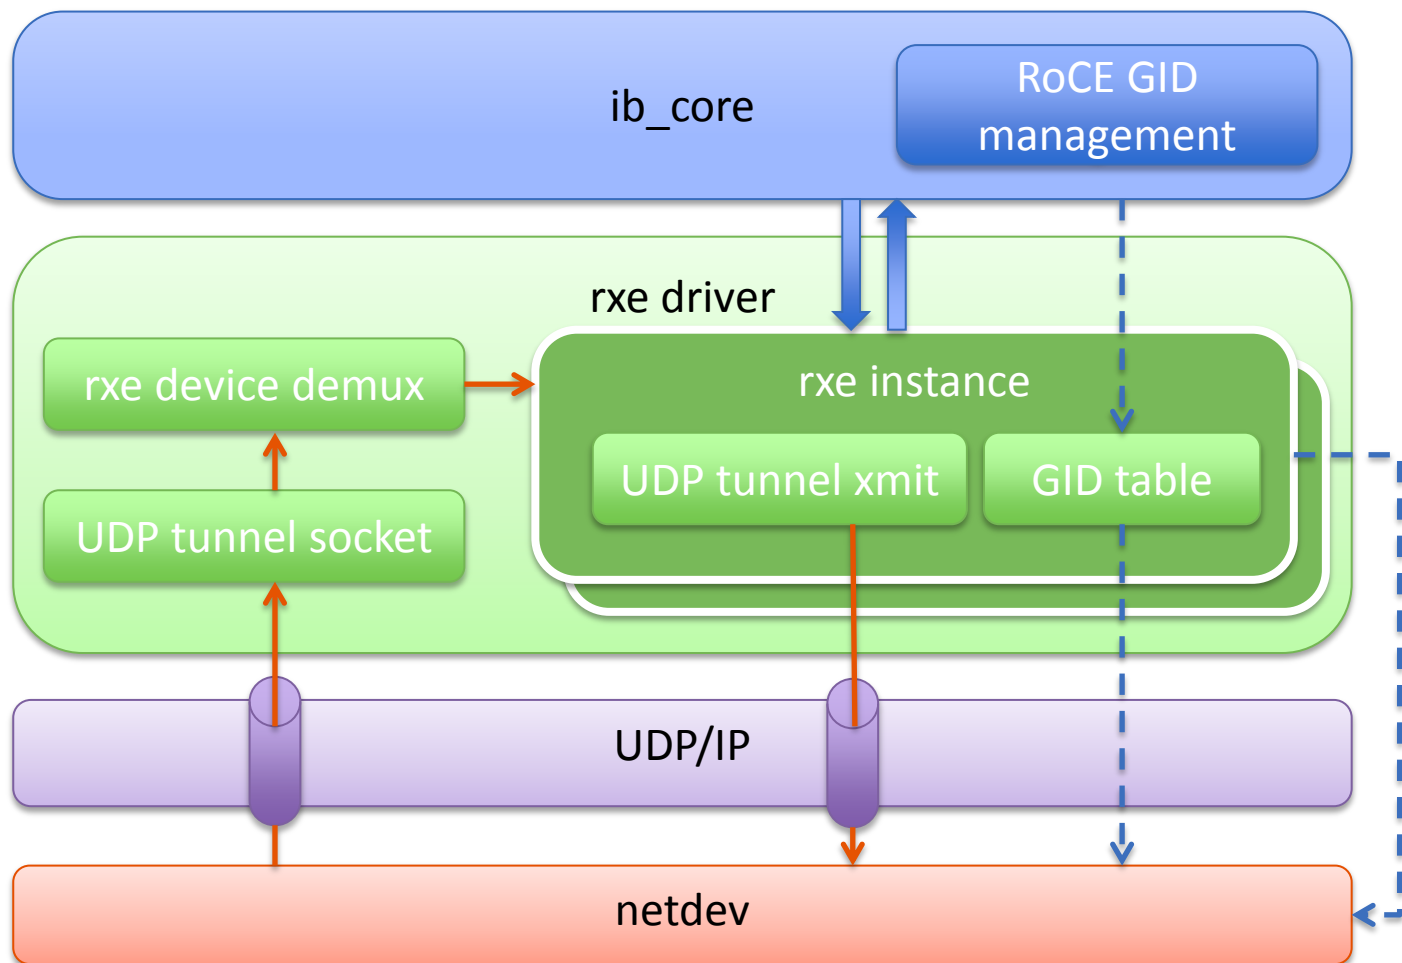 ib_core
RoCE GID
management
rxe driver
rxe device demux
rxe instance
UDP tunnel xmit
GID table
UDP tunnel socket
UDP/IP
netdev